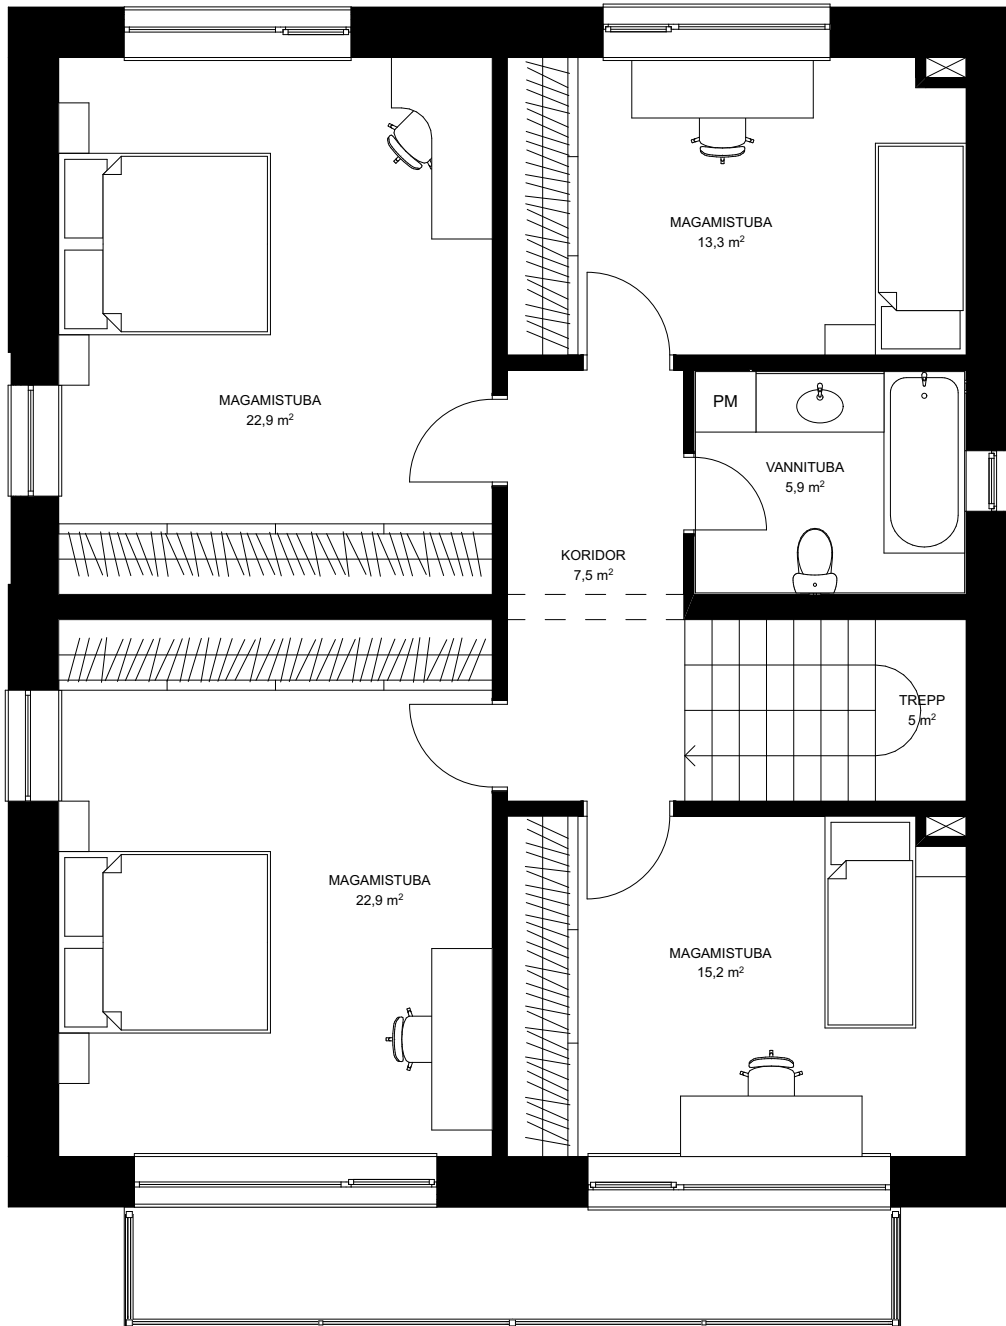 MAGAMISTUBA
13,3 m²
MAGAMISTUBA
22,9 m²
PM
VANNITUBA
5,9 m²
KORIDOR
7,5 m²
TREPP
5 m²
MAGAMISTUBA
22,9 m²
MAGAMISTUBA
15,2 m²